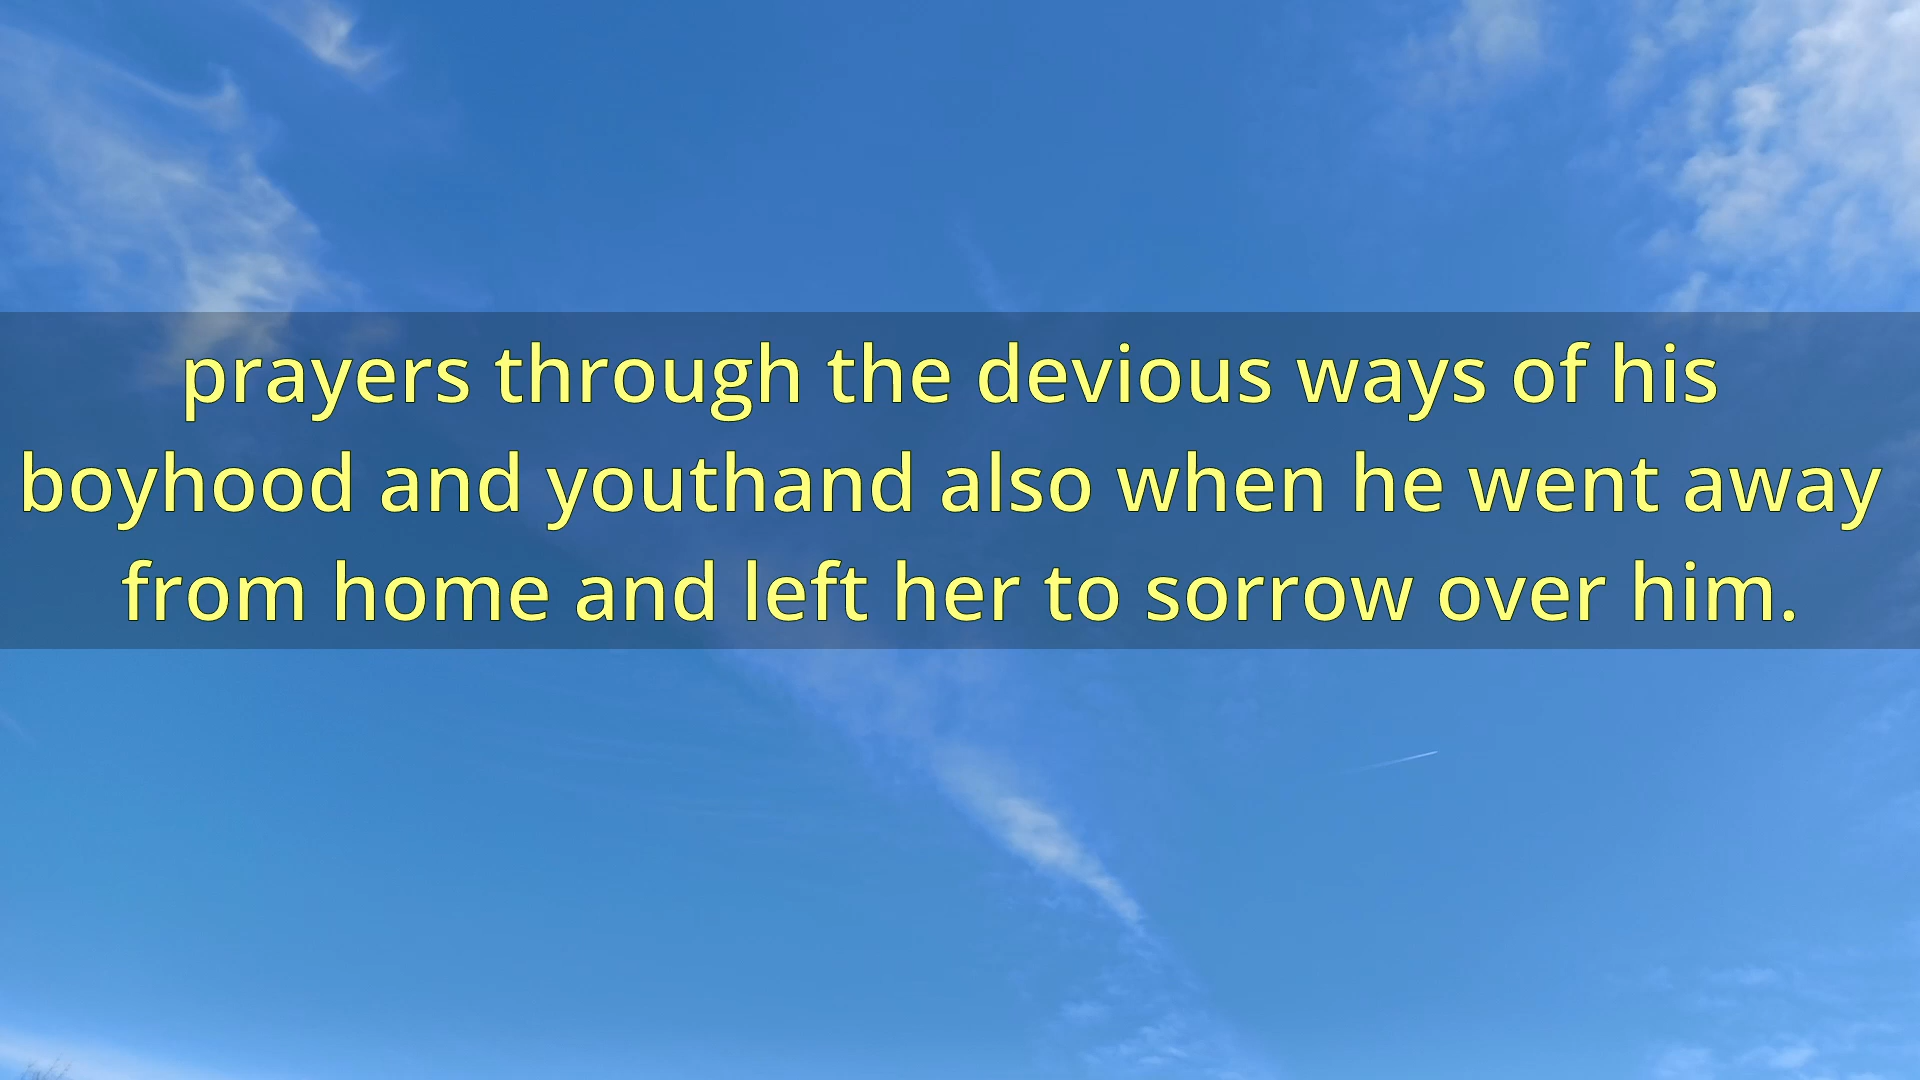 prayers through the devious ways of his
boyhood and youthhand also when he went away
from home and left her to sorrow over him.